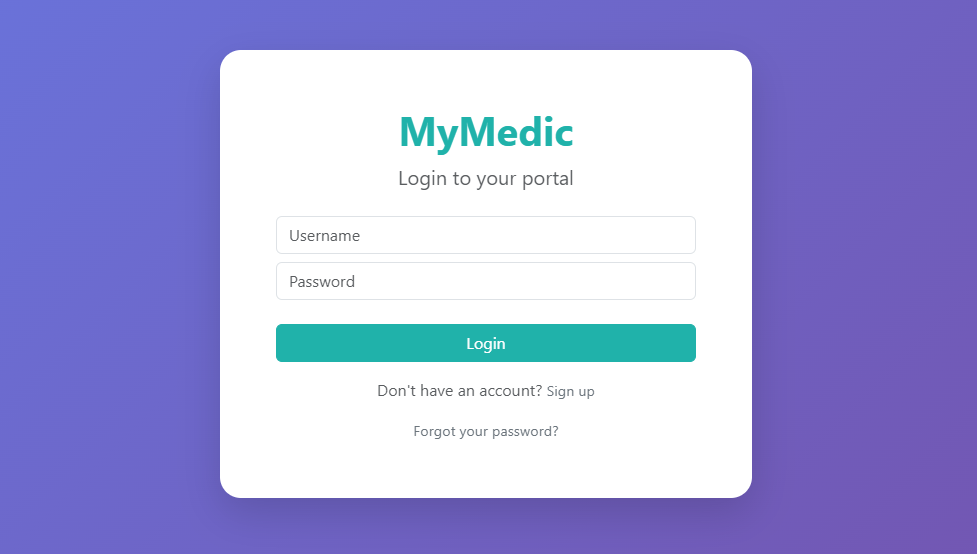 MyMedic
Login to your portal
Username
Password
Login
Don't have an account? Sign up
Forgot your password?